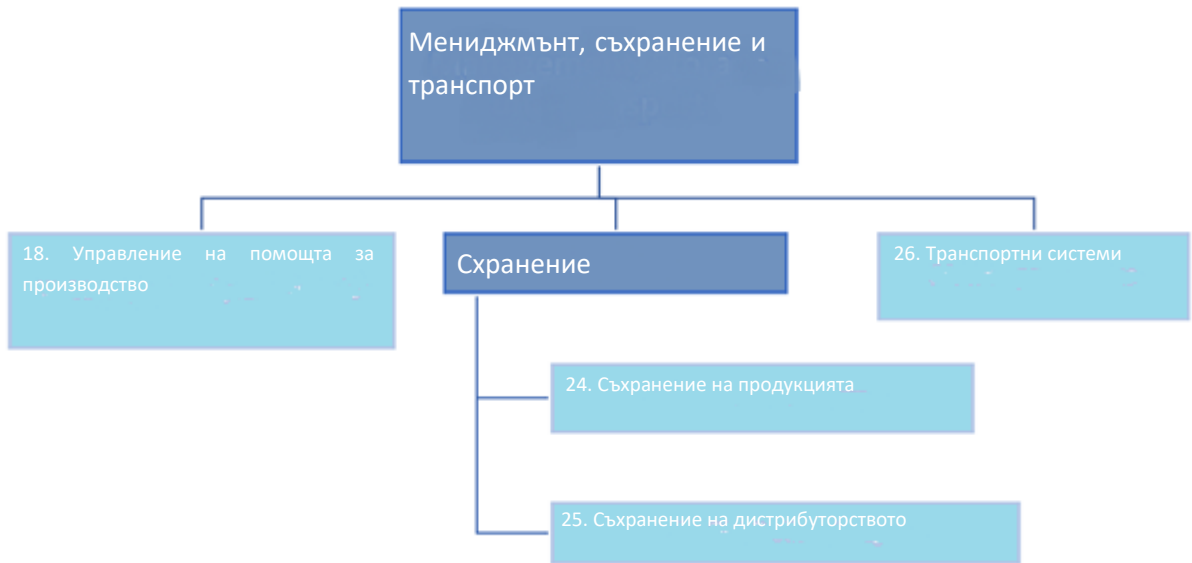 Мениджмънт, съхранение и
транспорт
18. Управление на помощта за
производство
Схранение
26. Транспортни системи
24. Съхранение на продукцията
25. Съхранение на дистрибуторството